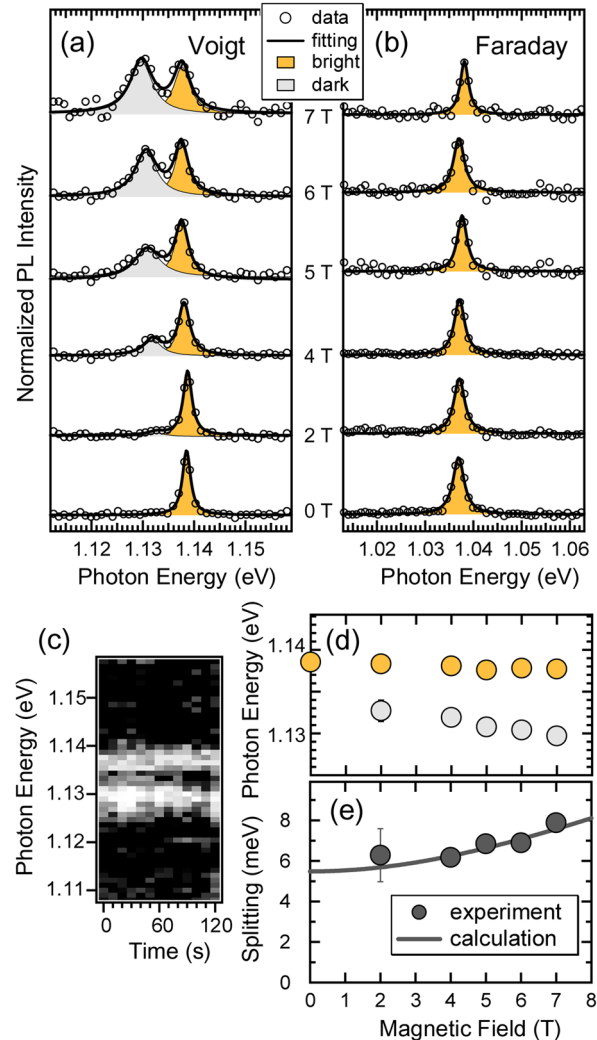 (a) Voigt
data
fitting
bright
dark
(b) Faraday
7 T
6 T
5 T
4 T
2 T
0 T
Normalized PL Intensity
1.12 1.13 1.14 1.15
Photon Energy (eV)
1.02 1.03 1.04 1.05 1.06
Photon Energy (eV)
(c)
Photon Energy (eV)
1.15
1.14
1.13
1.12
1.11
0 60 120
Time (s)
(d)
Photon Energy (eV)
1.14
1.13
(e)
Splitting (meV)
8
6
4
2
0
experiment
calculation
0 1 2 3 4 5 6 7 8
Magnetic Field (T)